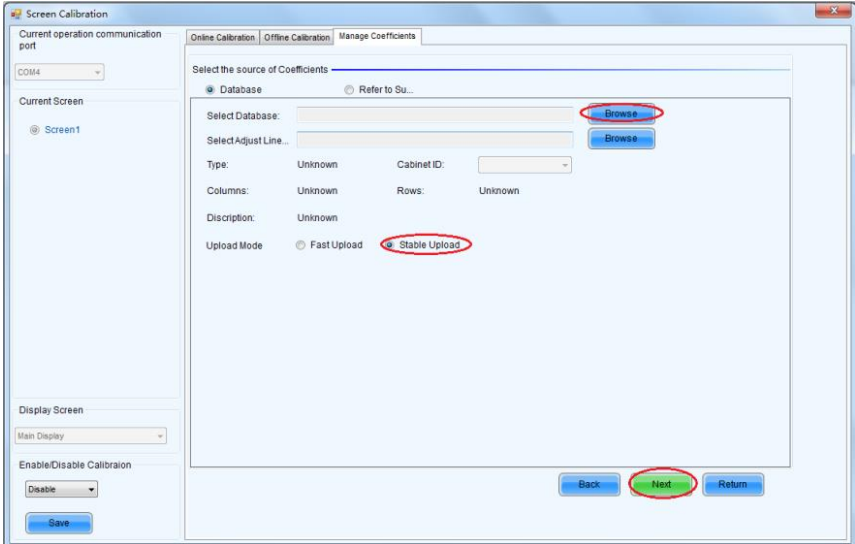 Screen Calibration
Current operation communication
port
COM4
Current Screen
Screen1
Display Screen
Main Display
Enable/Disable Calibraion
Disable
Save
Online Calibration Offline Calibration Manage Coefficients
Select the source of Coefficients
Database Refer to Su...
Select Database: Browse
Select Adjust Line... Browse
Type: Unknown Cabinet ID:
Columns: Unknown Rows: Unknown
Discription: Unknown
Upload Mode Fast Upload Stable Upload
Back Next Return